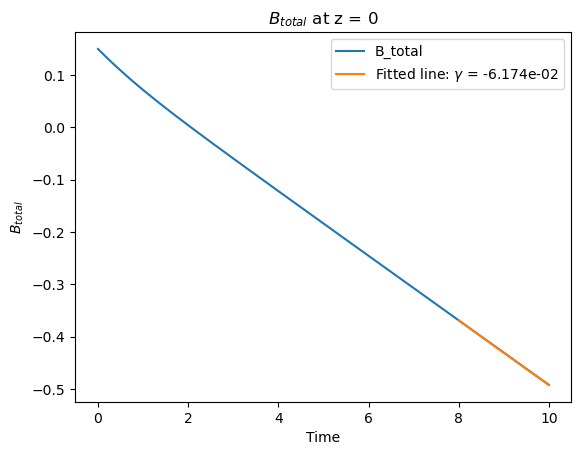 B_total at z = 0
B_total
Fitted line: γ = -6.174e-02
0.1
0.0
−0.1
−0.2
−0.3
−0.4
−0.5
B_total
0 2 4 6 8 10
Time